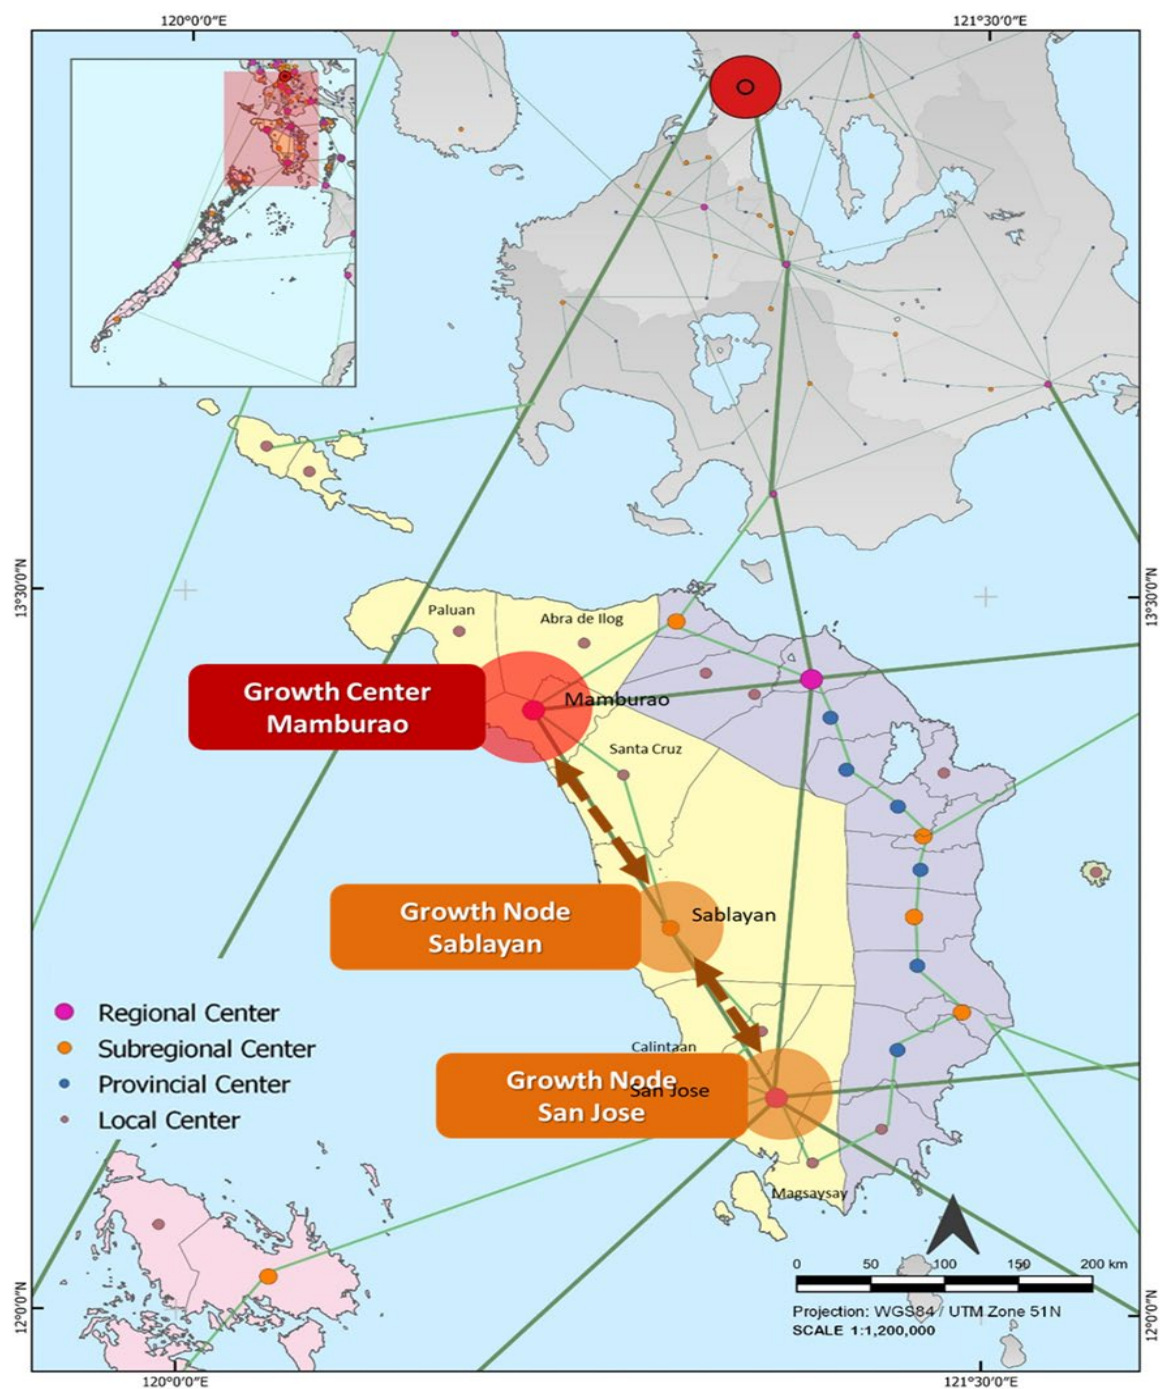 120°0'0"E
121°30'0"E
13°30'0"N
13°30'0"N
Paluan
Abra de Ilog
Growth Center
Mamburao
Mamburao
Santa Cruz
Growth Node
Sablayan
Sablayan
Regional Center
Subregional Center
Provincial Center
Local Center
Calintaan
Growth Node
San Jose
San Jose
Magsaysay
0 50 100 150 200 km
Projection: WGS84 / UTM Zone 51N
SCALE 1:1,200,000
12°0'0"N
12°0'0"N
120°0'0"E
121°30'0"E